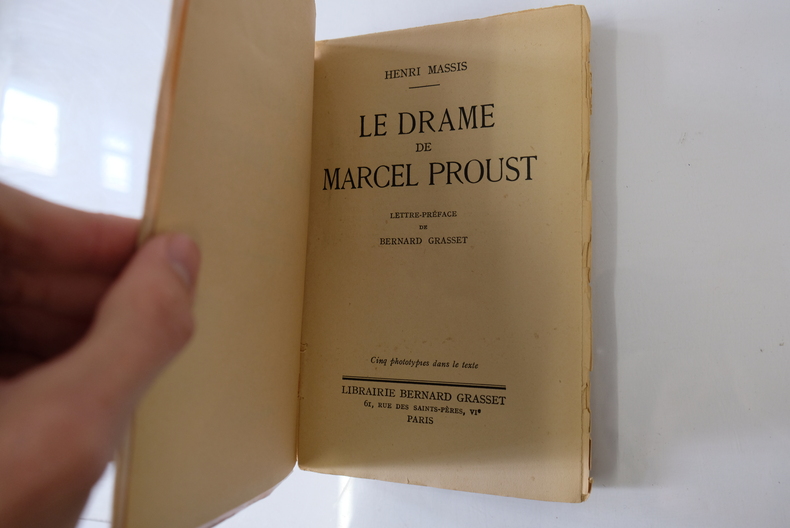 HENRI MASSIS
LE DRAME
DE
MARCEL PROUST
LETTRE-PRÉFACE
DE
BERNARD GRASSET
Cinq phototypies dans le texte
LIBRAIRIE BERNARD GRASSET
61, RUE DES SAINTS-PÈRES, VIe
PARIS